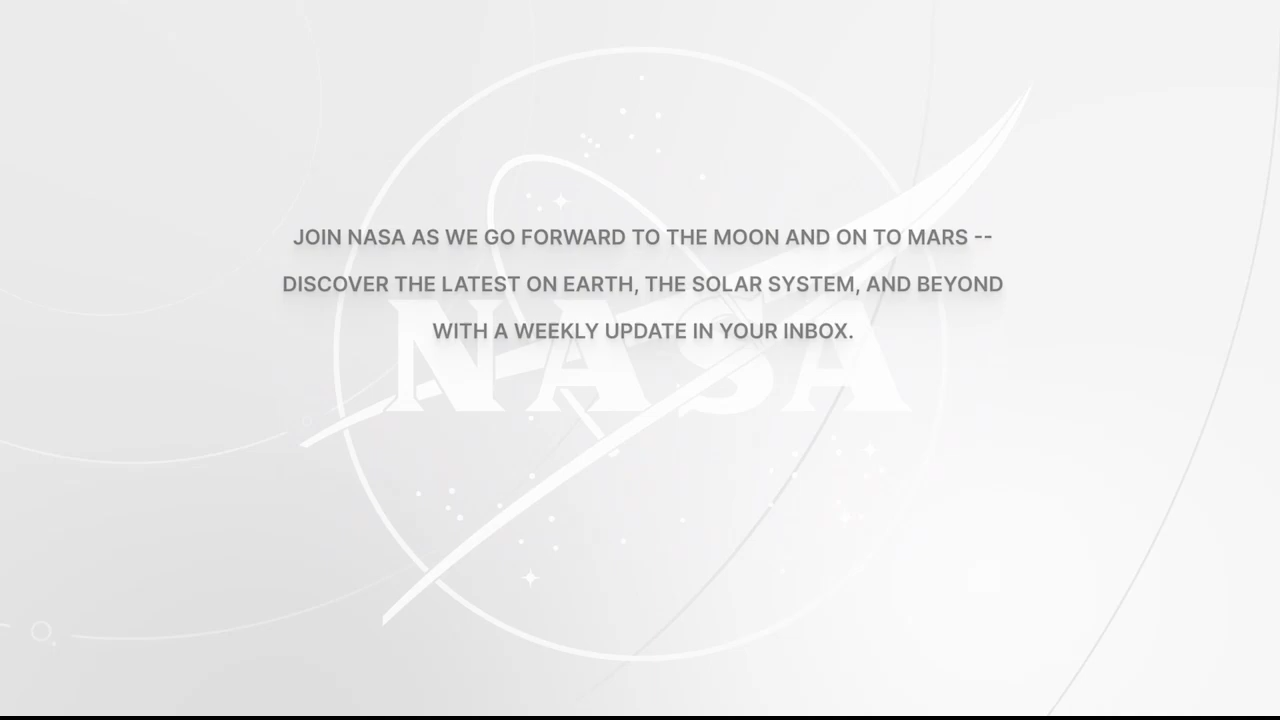 JOIN NASA AS WE GO FORWARD TO THE MOON AND ON TO MARS --
DISCOVER THE LATEST ON EARTH, THE SOLAR SYSTEM, AND BEYOND
WITH A WEEKLY UPDATE IN YOUR INBOX.
NASA